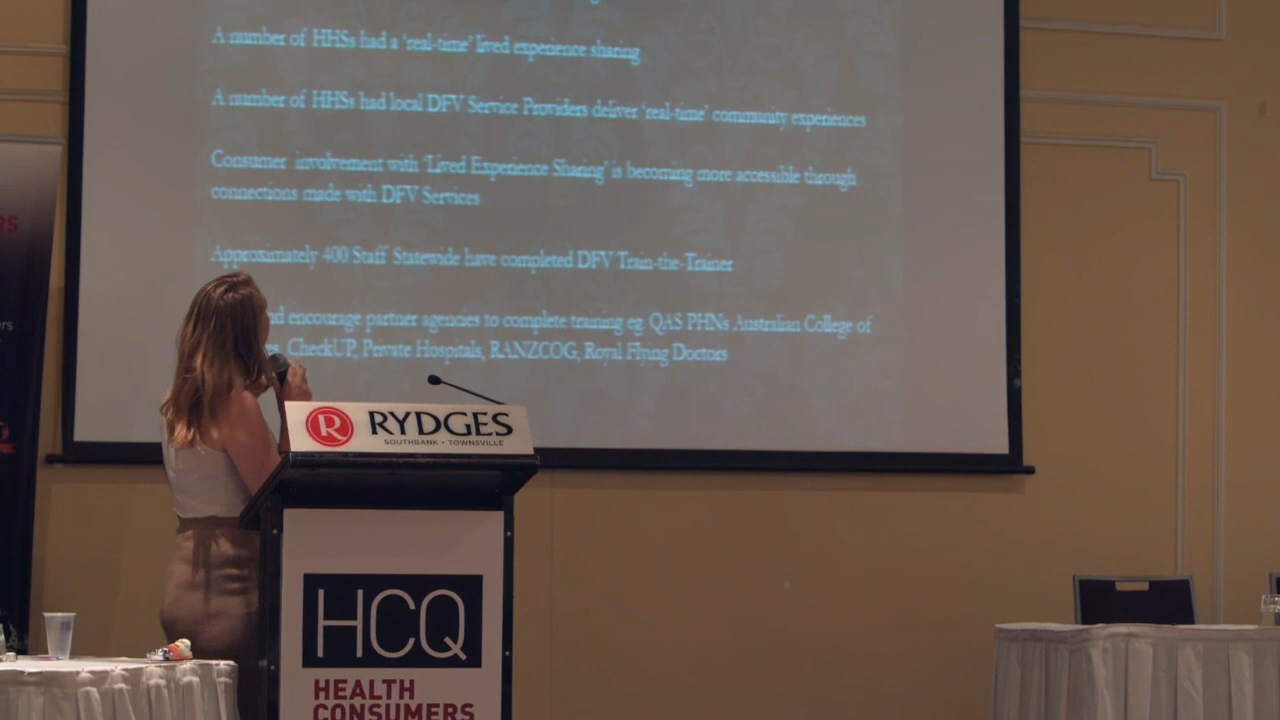 A number of HHSs had a 'real-time' lived experience sharing
A number of HHSs had local DFV Service Providers deliver 'real-time' community experiences
Consumer involvement with 'Lived Experience Sharing' is becoming more accessible through
connections made with DFV Services
Approximately 400 Staff Statewide have completed DFV Train-the-Trainer
encourage partner agencies to complete training eg QAS PHNs Australian College of
CheckUP, Private Hospitals, RANZCOG, Royal Flying Doctors
R RYDGES
SOUTHBANK • TOWNSVILLE
HCQ
HEALTH
CONSUMERS